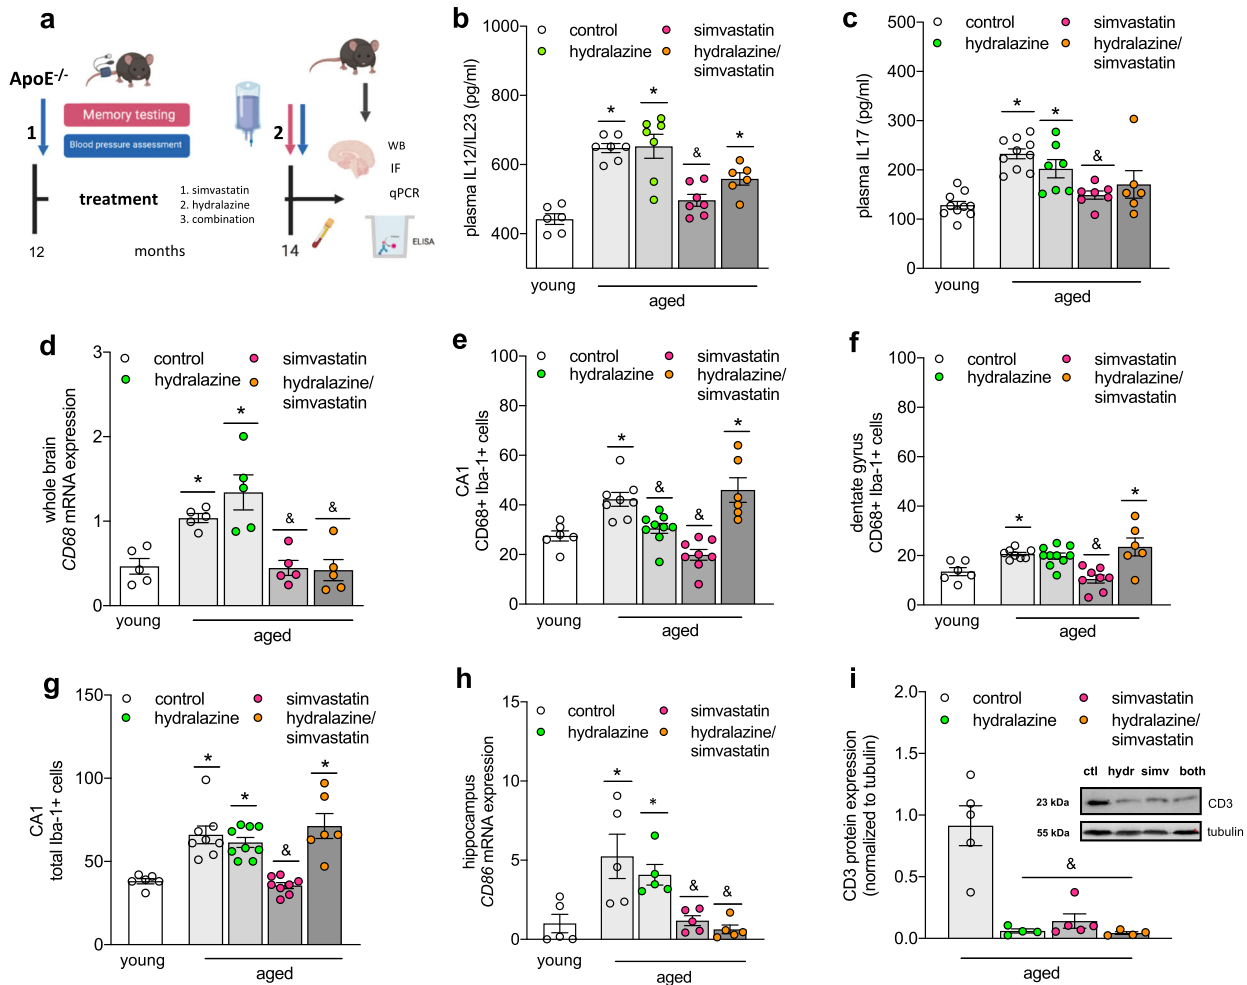 a
ApoE-/-
1
Memory testing
Blood pressure assessment
2
WB
IF
qPCR
treatment
1. simvastatin
2. hydralazine
3. combination
ELISA
12
months
14
b
control
simvastatin
hydralazine
hydralazine/
simvastatin
plasma IL12/IL23 (pg/ml)
1000
800
600
400
*
*
&
*
young
aged
c
control
simvastatin
hydralazine
hydralazine/
simvastatin
plasma IL17 (pg/ml)
500
400
300
200
100
0
*
*
&
young
aged
d
control
simvastatin
hydralazine
hydralazine/
simvastatin
whole brain
CD68 mRNA expression
3
2
1
0
*
*
&
&
young
aged
e
control
simvastatin
hydralazine
hydralazine/
simvastatin
CA1
CD68+ Iba-1+ cells
100
80
60
40
20
0
*
&
&
*
young
aged
f
control
simvastatin
hydralazine
hydralazine/
simvastatin
dentate gyrus
CD68+ Iba-1+ cells
100
80
60
40
20
0
*
&
*
young
aged
g
control
simvastatin
hydralazine
hydralazine/
simvastatin
CA1
total Iba-1+ cells
150
100
50
0
*
*
&
*
young
aged
h
control
simvastatin
hydralazine
hydralazine/
simvastatin
hippocampus
CD86 mRNA expression
15
10
5
0
*
*
&
&
young
aged
i
control
simvastatin
hydralazine
hydralazine/
simvastatin
CD3 protein expression
(normalized to tubulin)
2.0
1.5
1.0
0.5
0.0
ctl hydr simv both
23 kDa
CD3
55 kDa
tubulin
&
aged